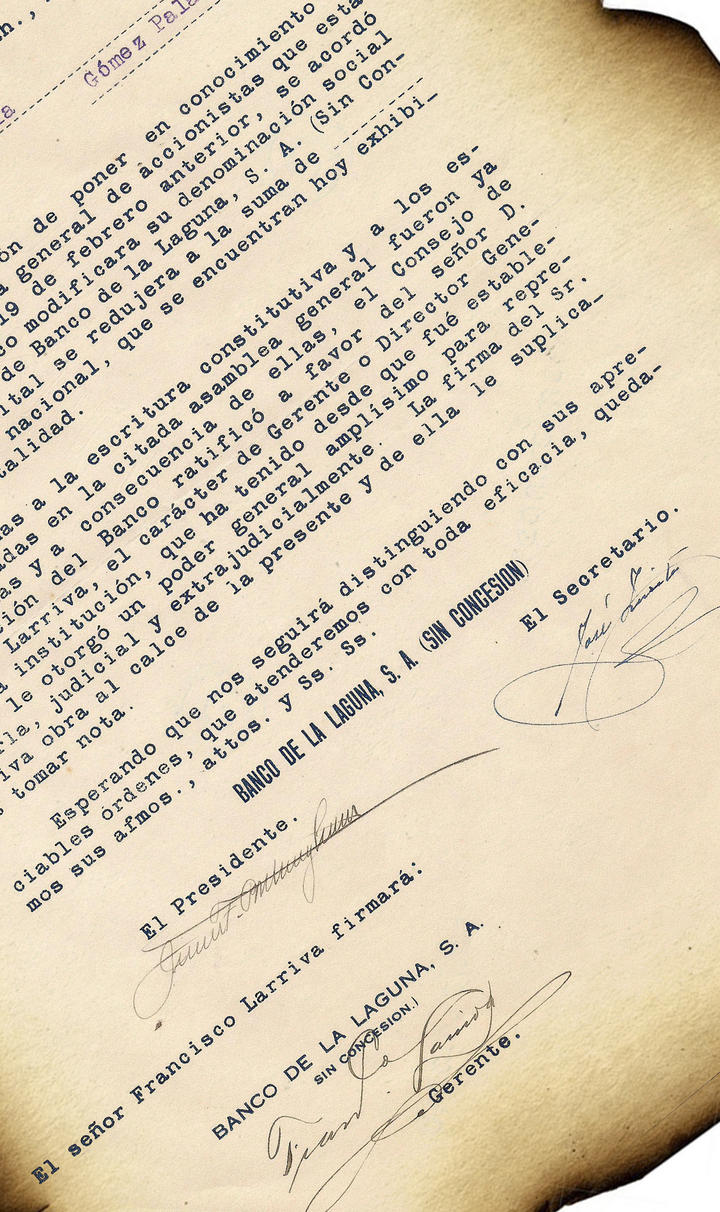 h.,
a
Gómez Pala
ón de poner en conocimiento
a general de accionistas que esta
19 de febrero anterior, se acordó
co modificara su denominación social
de Banco de la Laguna, S. A. (Sin Con-
ital se redujera a la suma de ---------
nacional, que se encuentran hoy exhibi-
talidad.
as a la escritura constitutiva y a los es-
adas en la citada asamblea general fueron ya
as y a consecuencia de ellas, el Consejo de
ión del Banco ratificó a favor del señor D.
Larriva, el carácter de Gerente o Director Gene-
a institución, que ha tenido desde que fué estable-
le otorgó un poder general amplísimo para repre-
rla, judicial y extrajudicialmente. La firma del Sr.
iva obra al calce de la presente y de ella le suplica-
tomar nota.
Esperando que nos seguirá distinguiendo con sus apre-
ciables órdenes, que atenderemos con toda eficacia, queda-
mos sus afmos., attos. y Ss. Ss.
BANCO DE LA LAGUNA, S. A. (SIN CONCESION)
El Secretario.
José
El Presidente.
El señor Francisco Larriva firmará:
BANCO DE LA LAGUNA, S. A.
SIN CONCESION.)
Fran. Larriva
Gerente.